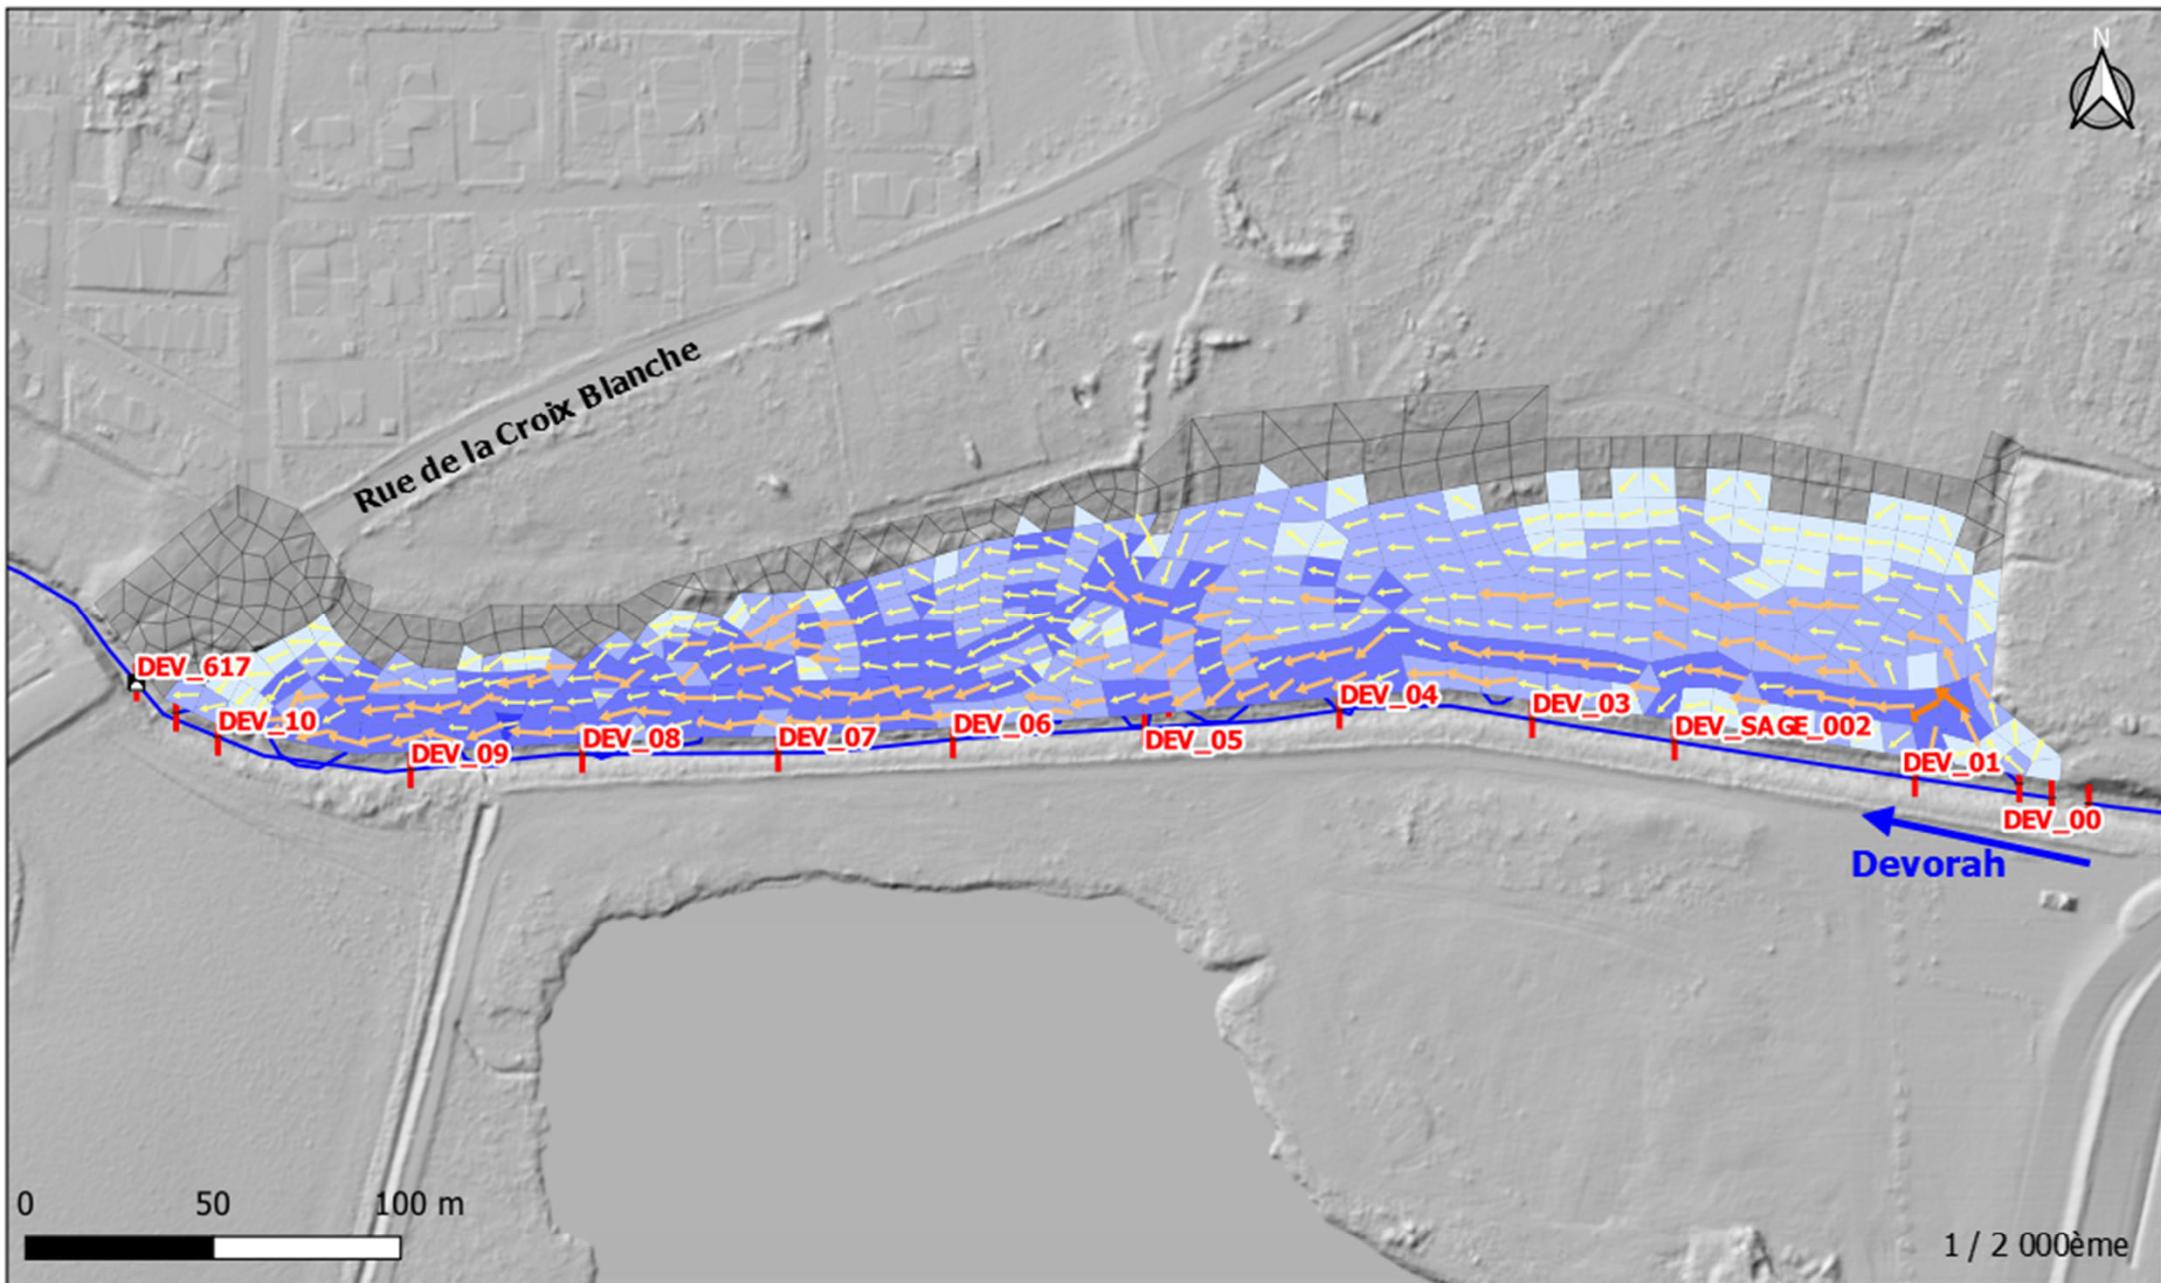 N
Rue de la Croix Blanche
DEV_617
DEV_10
DEV_09
DEV_08
DEV_07
DEV_06
DEV_05
DEV_04
DEV_03
DEV_SAGE_002
DEV_01
DEV_00
Devorah
0 50 100 m
1 / 2 000ème